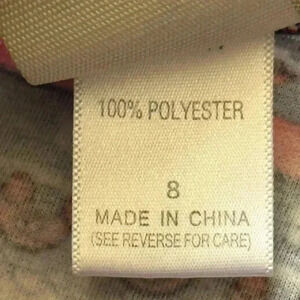 100% POLYESTER
8
MADE IN CHINA
(SEE REVERSE FOR CARE)